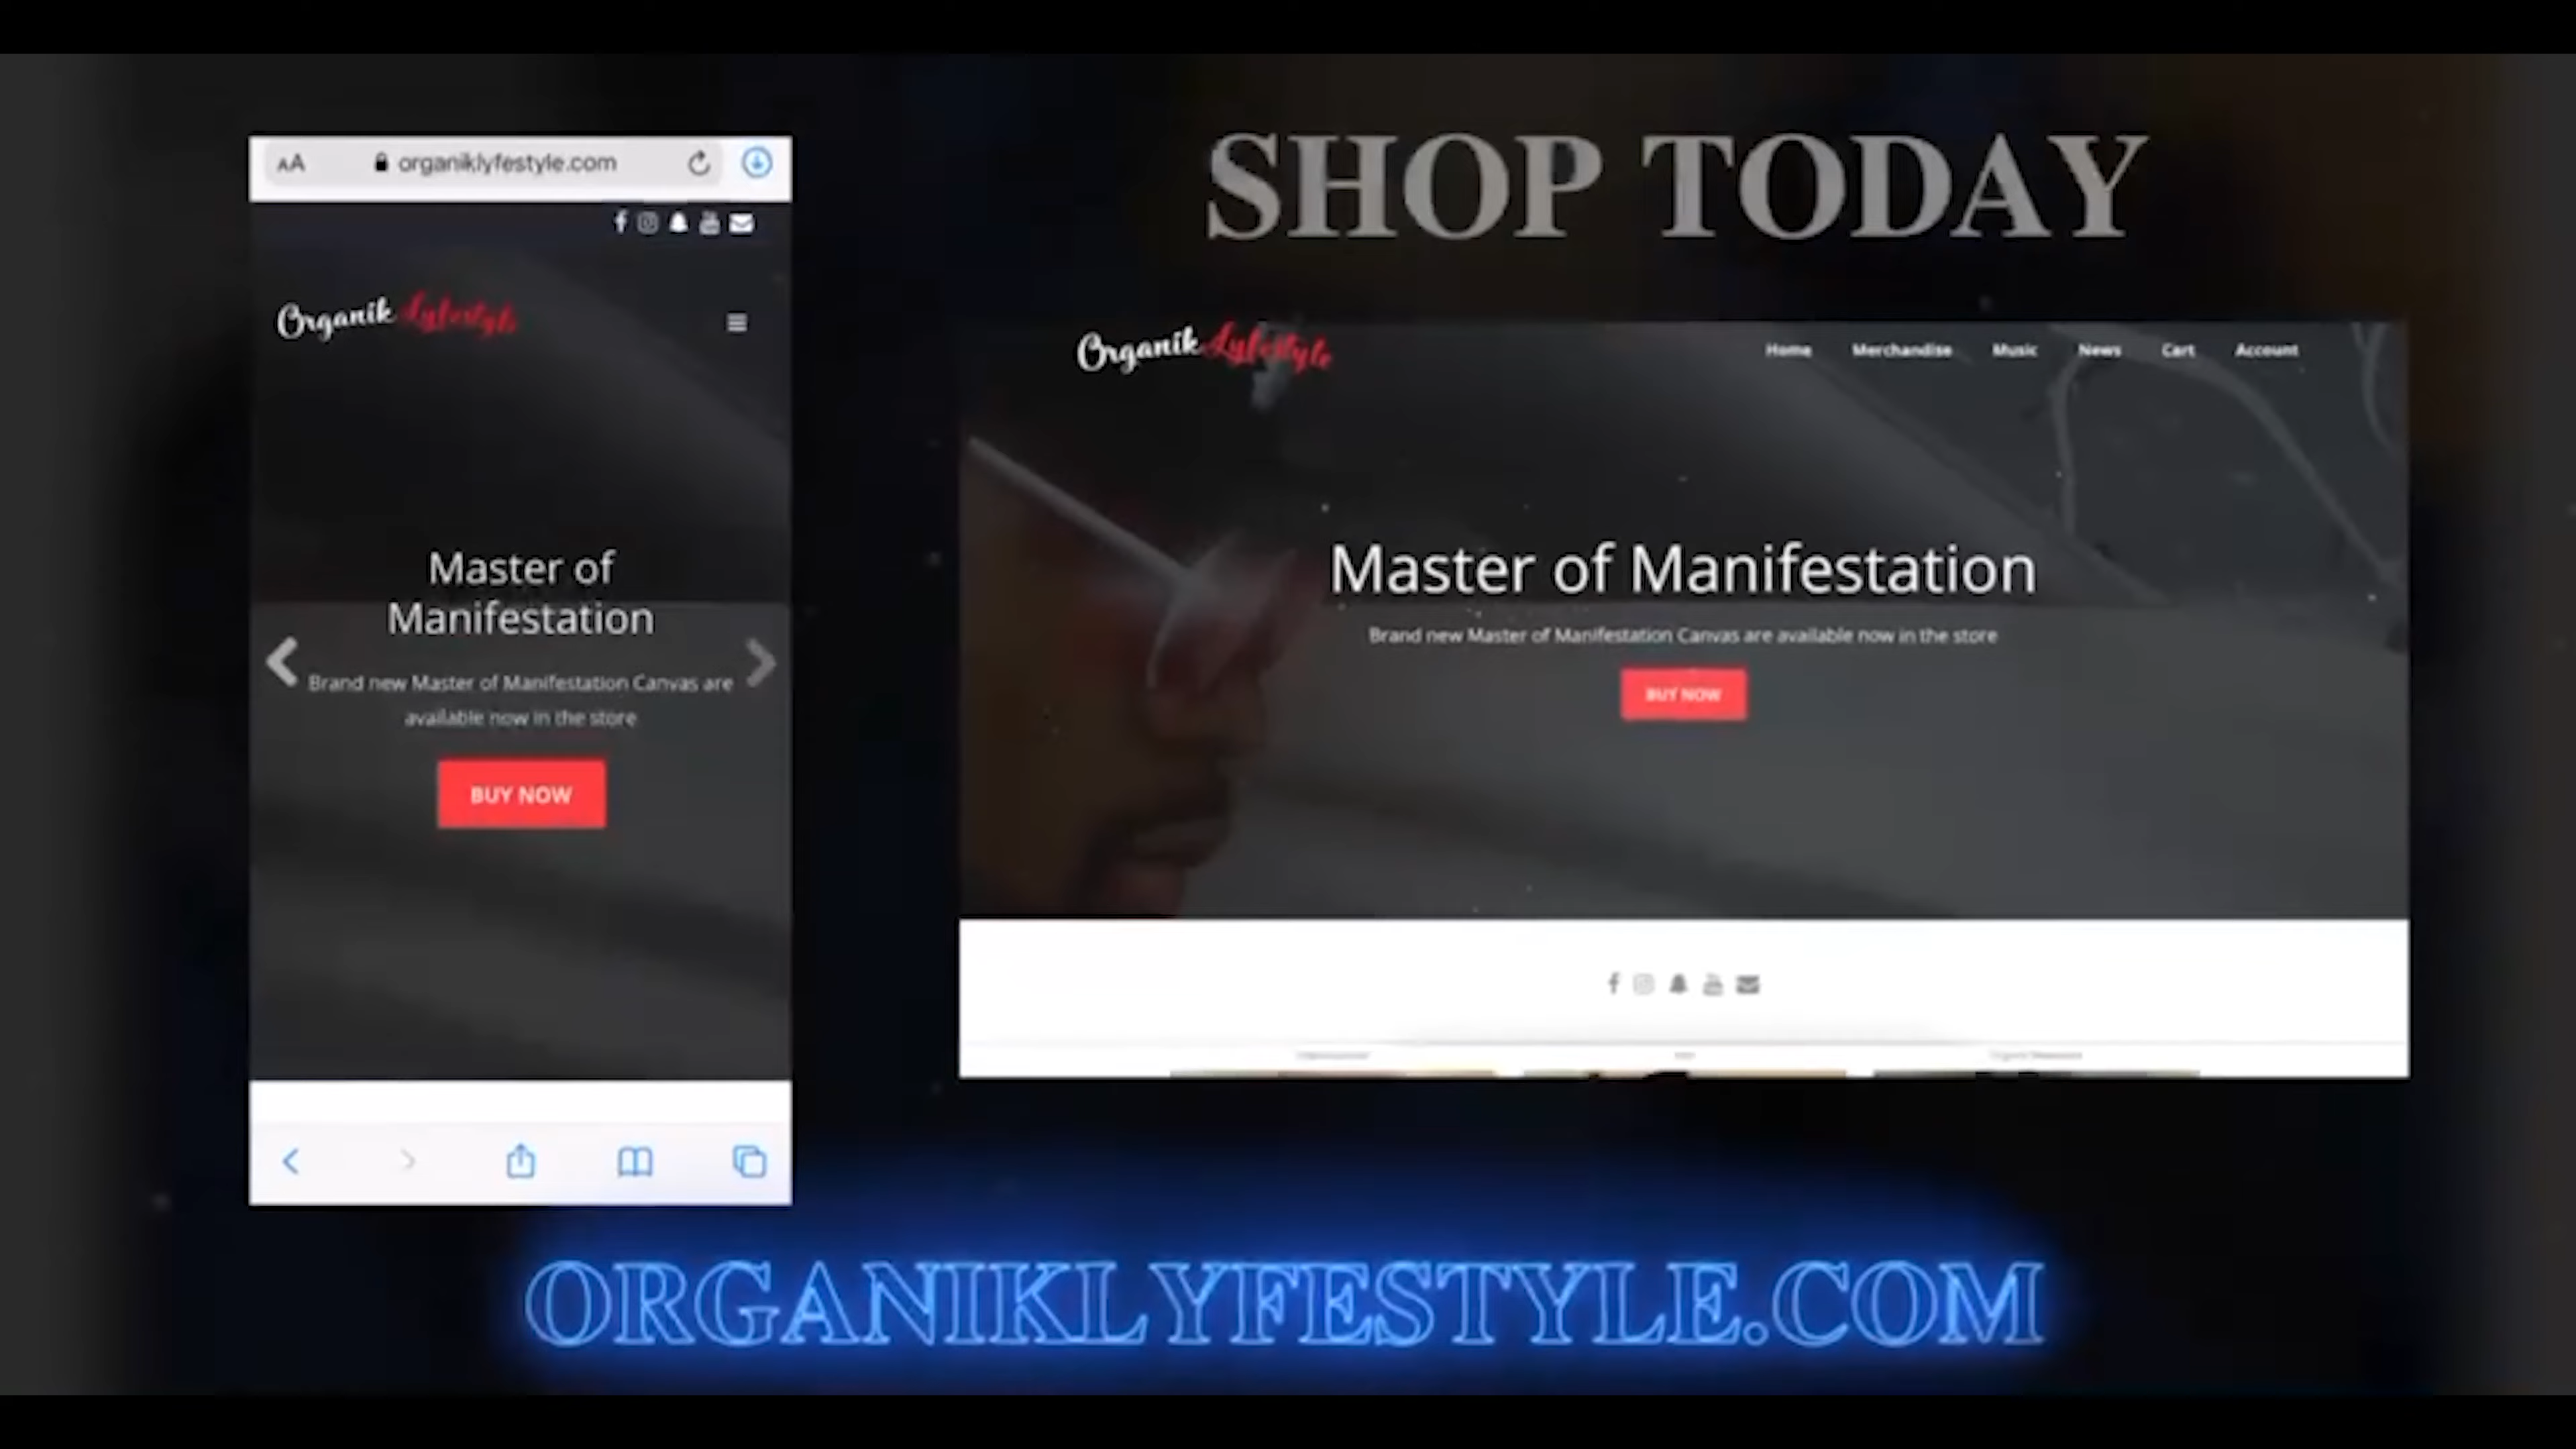 AA organiklyfestyle.com
Organik Lyfestyle
Master of
Manifestation
Brand new Master of Manifestation Canvas are
available now in the store
BUY NOW
SHOP TODAY
Organik Lyfestyle
Home Merchandise Music News Cart Account
Master of Manifestation
Brand new Master of Manifestation Canvas are available now in the store
BUY NOW
ORGANIKLYFESTYLE.COM